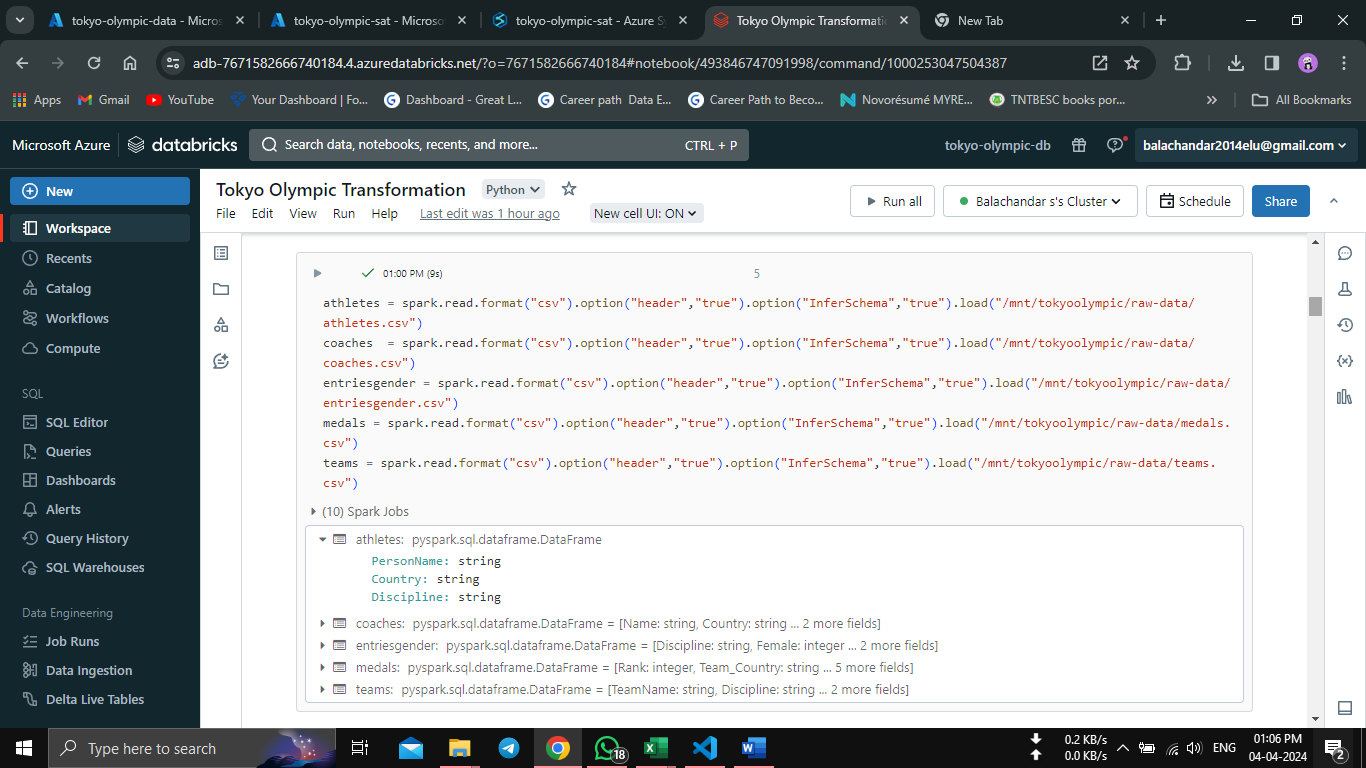 tokyo-olympic-data - Micros
tokyo-olympic-sat - Microso
tokyo-olympic-sat - Azure Sy
Tokyo Olympic Transformati
New Tab
adb-7671582666740184.4.azuredatabricks.net/?o=7671582666740184#notebook/493846747091998/command/1000253047504387
Apps
Gmail
YouTube
Your Dashboard | Fo...
Dashboard - Great L...
Career path Data E...
Career Path to Beco...
Novorésumé MYRE...
TNTBESC books por...
»
All Bookmarks
Microsoft Azure
databricks
Search data, notebooks, recents, and more...
CTRL + P
tokyo-olympic-db
balachandar2014elu@gmail.com
New
Workspace
Recents
Catalog
Workflows
Compute
SQL
SQL Editor
Queries
Dashboards
Alerts
Query History
SQL Warehouses
Data Engineering
Job Runs
Data Ingestion
Delta Live Tables
Tokyo Olympic Transformation
Python
File Edit View Run Help Last edit was 1 hour ago New cell UI: ON
Run all
Balachandar s's Cluster
Schedule
Share
01:00 PM (9s)
5
athletes = spark.read.format("csv").option("header","true").option("InferSchema","true").load("/mnt/tokyoolympic/raw-data/
athletes.csv")
coaches = spark.read.format("csv").option("header","true").option("InferSchema","true").load("/mnt/tokyoolympic/raw-data/
coaches.csv")
entriesgender = spark.read.format("csv").option("header","true").option("InferSchema","true").load("/mnt/tokyoolympic/raw-data/
entriesgender.csv")
medals = spark.read.format("csv").option("header","true").option("InferSchema","true").load("/mnt/tokyoolympic/raw-data/medals.
csv")
teams = spark.read.format("csv").option("header","true").option("InferSchema","true").load("/mnt/tokyoolympic/raw-data/teams.
csv")
(10) Spark Jobs
athletes: pyspark.sql.dataframe.DataFrame
PersonName: string
Country: string
Discipline: string
coaches: pyspark.sql.dataframe.DataFrame = [Name: string, Country: string ... 2 more fields]
entriesgender: pyspark.sql.dataframe.DataFrame = [Discipline: string, Female: integer ... 2 more fields]
medals: pyspark.sql.dataframe.DataFrame = [Rank: integer, Team_Country: string ... 5 more fields]
teams: pyspark.sql.dataframe.DataFrame = [TeamName: string, Discipline: string ... 2 more fields]
Type here to search
18
0.2 KB/s
0.0 KB/s
ENG
01:06 PM
04-04-2024
2